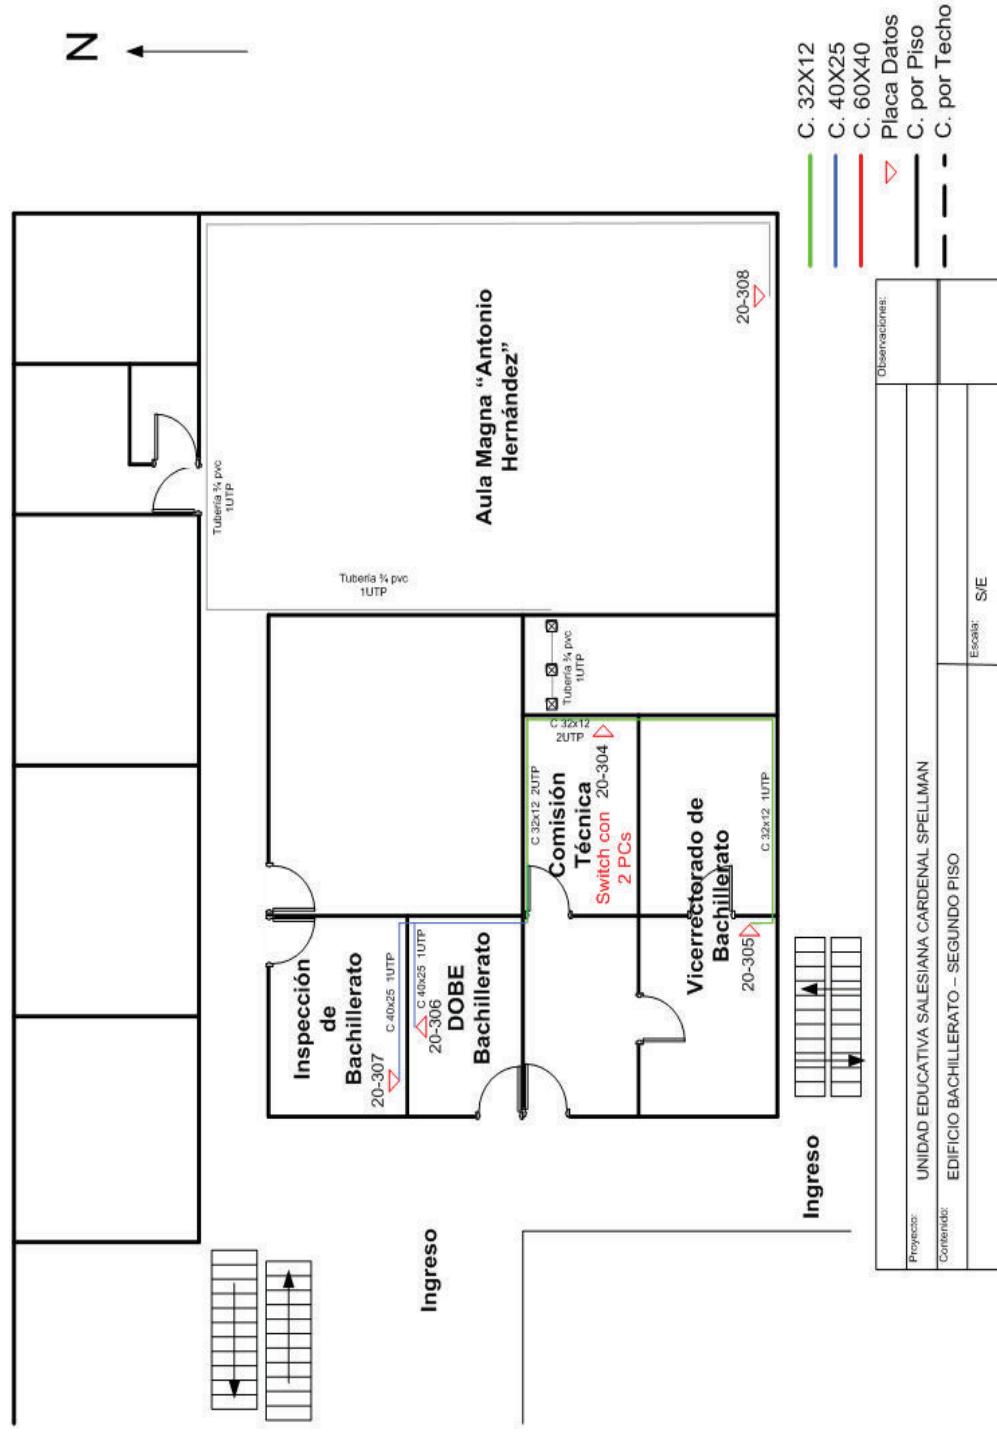 N
Tubería ¾ pvc
1UTP
Tubería ¾ pvc
1UTP
Aula Magna “Antonio
Hernández”
20-308
Tubería ¾ pvc
1UTP
C 32x12
2UTP
C 32x12 2UTP
Comisión
Técnica
20-304
Switch con
2 PCs
Vicerrectorado de
Bachillerato
C 32x12 1UTP
20-305
Inspección
de
Bachillerato
C 40x25 1UTP
20-307
C 40x25 1UTP
20-306
DOBE
Bachillerato
Ingreso
Ingreso
C. 32X12
C. 40X25
C. 60X40
Placa Datos
C. por Piso
C. por Techo
Observaciones:
Proyecto:
UNIDAD EDUCATIVA SALESIANA CARDENAL SPELLMAN
Contenido:
EDIFICIO BACHILLERATO – SEGUNDO PISO
Escala:
S/E